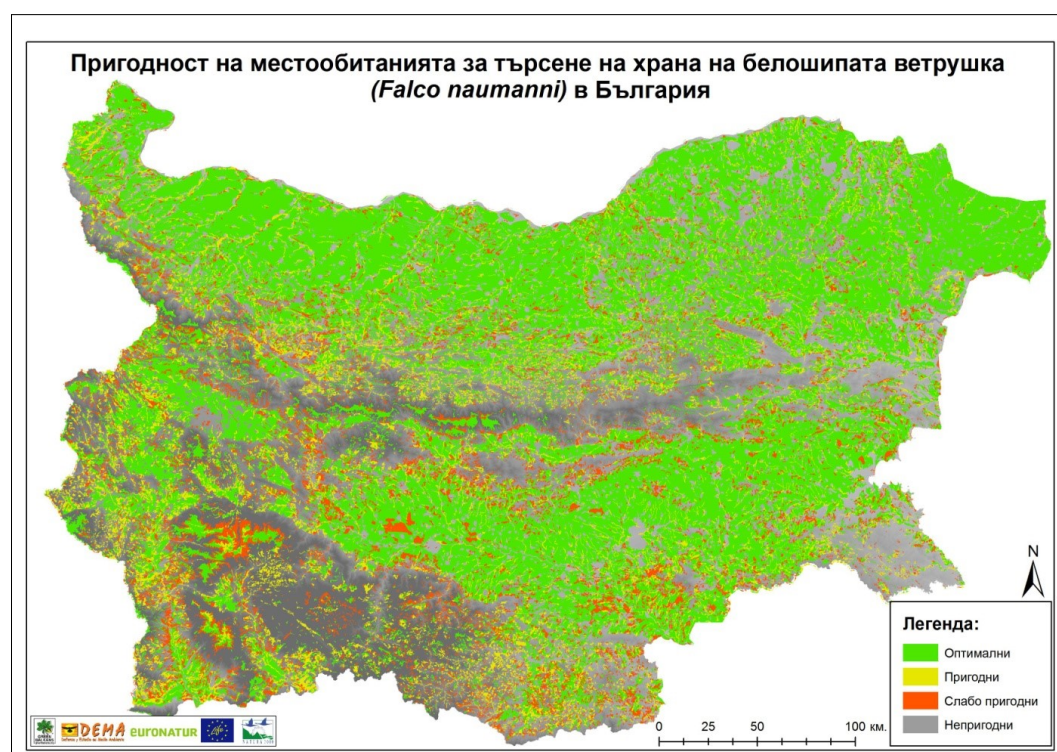 Пригодност на местообитанията за търсене на храна на белошипата ветрушка
(Falco naumanni) в България
N
Легенда:
Оптимални
Пригодни
Слабо пригодни
Непригодни
0 25 50 100 км.
DEMA euronatur